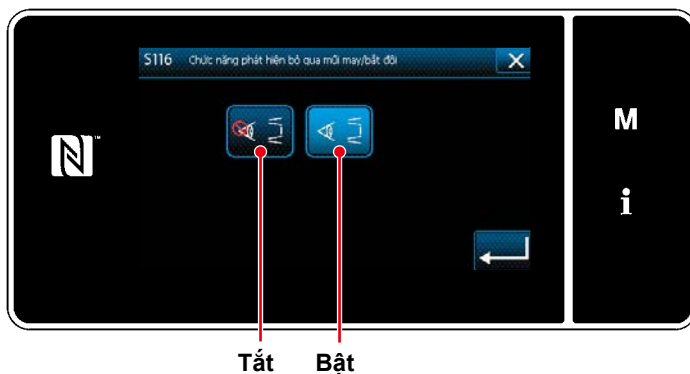 S116 Chức năng phát hiện bỏ qua mũi may/bắt đôi
M
i
Tắt Bật